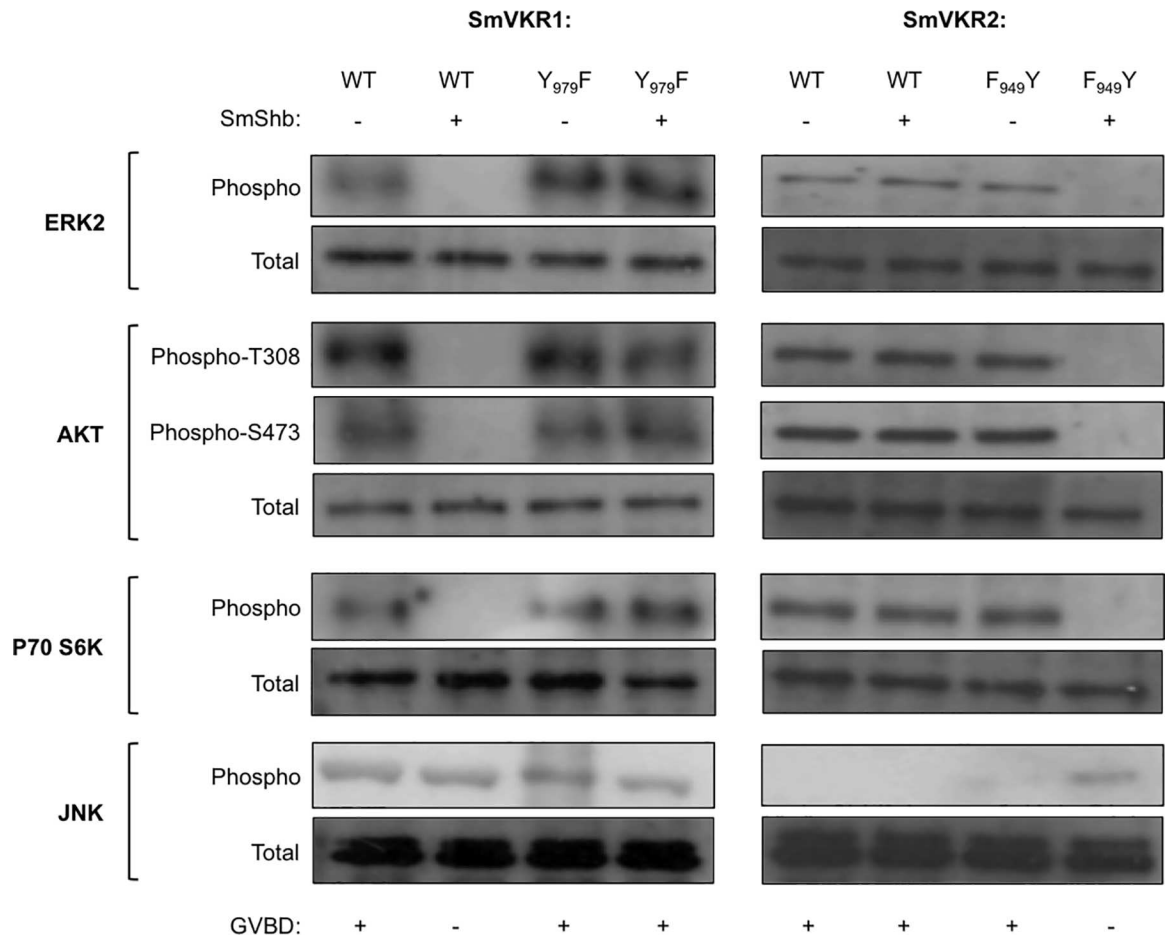 SmVKR1: SmVKR2:
WT WT Y979F Y979F WT WT F949Y F949Y
SmShb: - + - + - + - +
ERK2
Phospho
Total
AKT
Phospho-T308
Phospho-S473
Total
P70 S6K
Phospho
Total
JNK
Phospho
Total
GVBD: + - + + + + + -